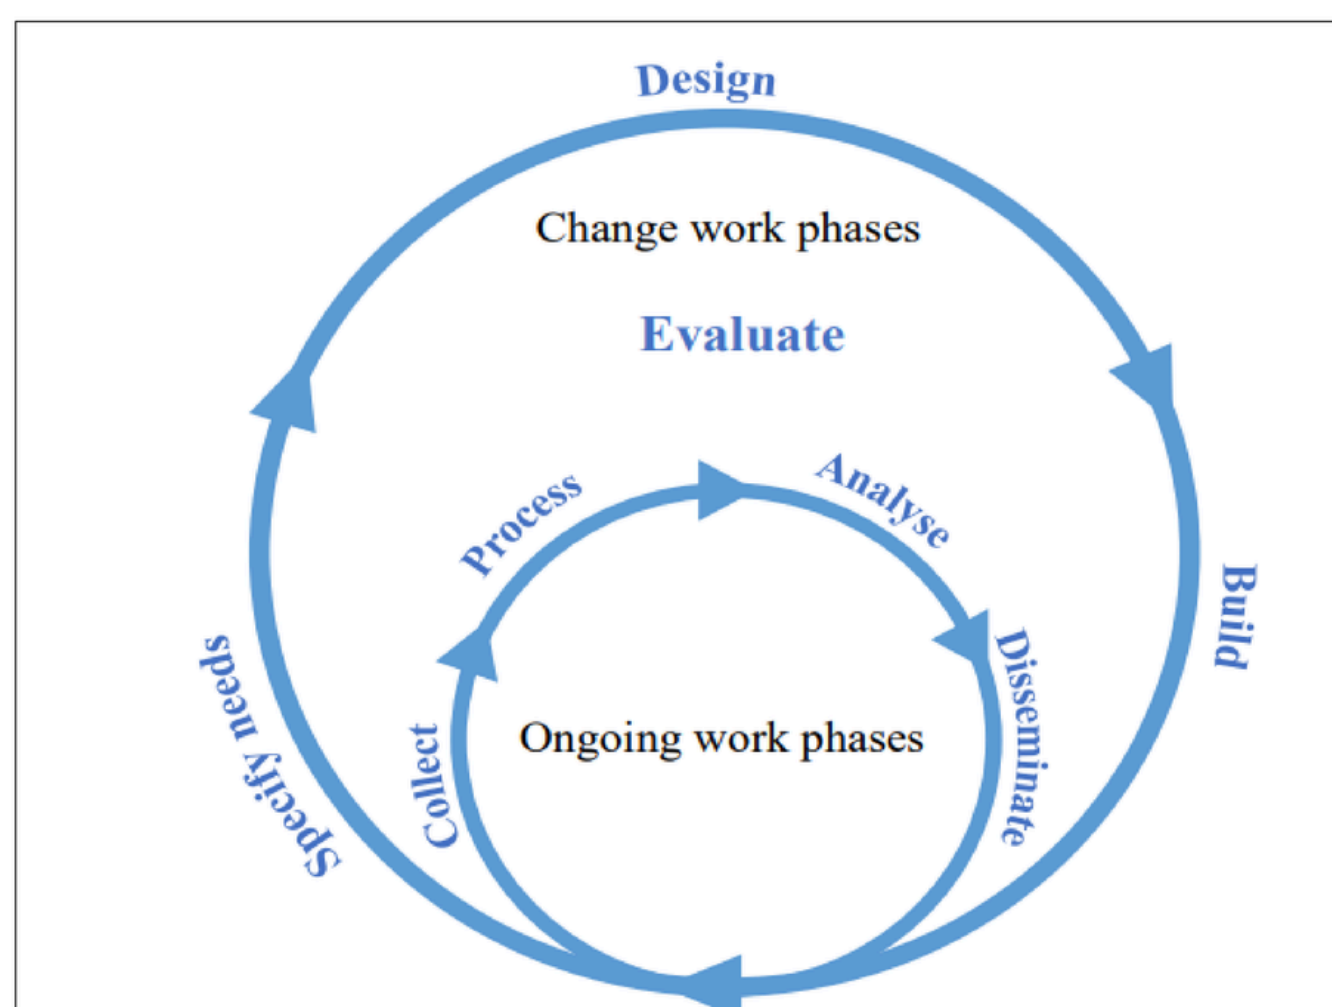 Design
Change work phases
Evaluate
Process
Analyse
Build
Specify needs
Collect
Ongoing work phases
Disseminate